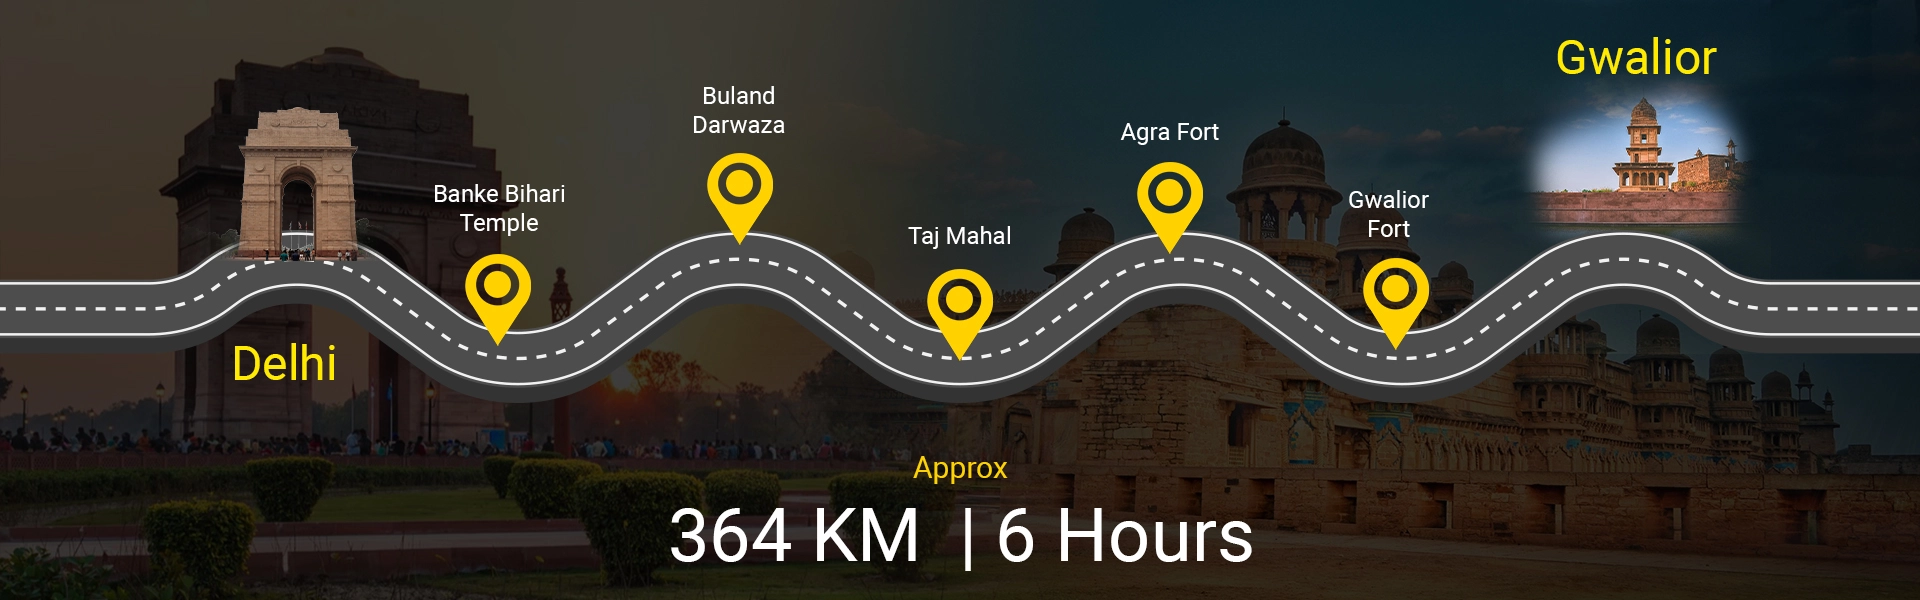 Gwalior
Buland
Darwaza
Agra Fort
Banke Bihari
Temple
Gwalior
Fort
Taj Mahal
Delhi
Approx
364 KM | 6 Hours